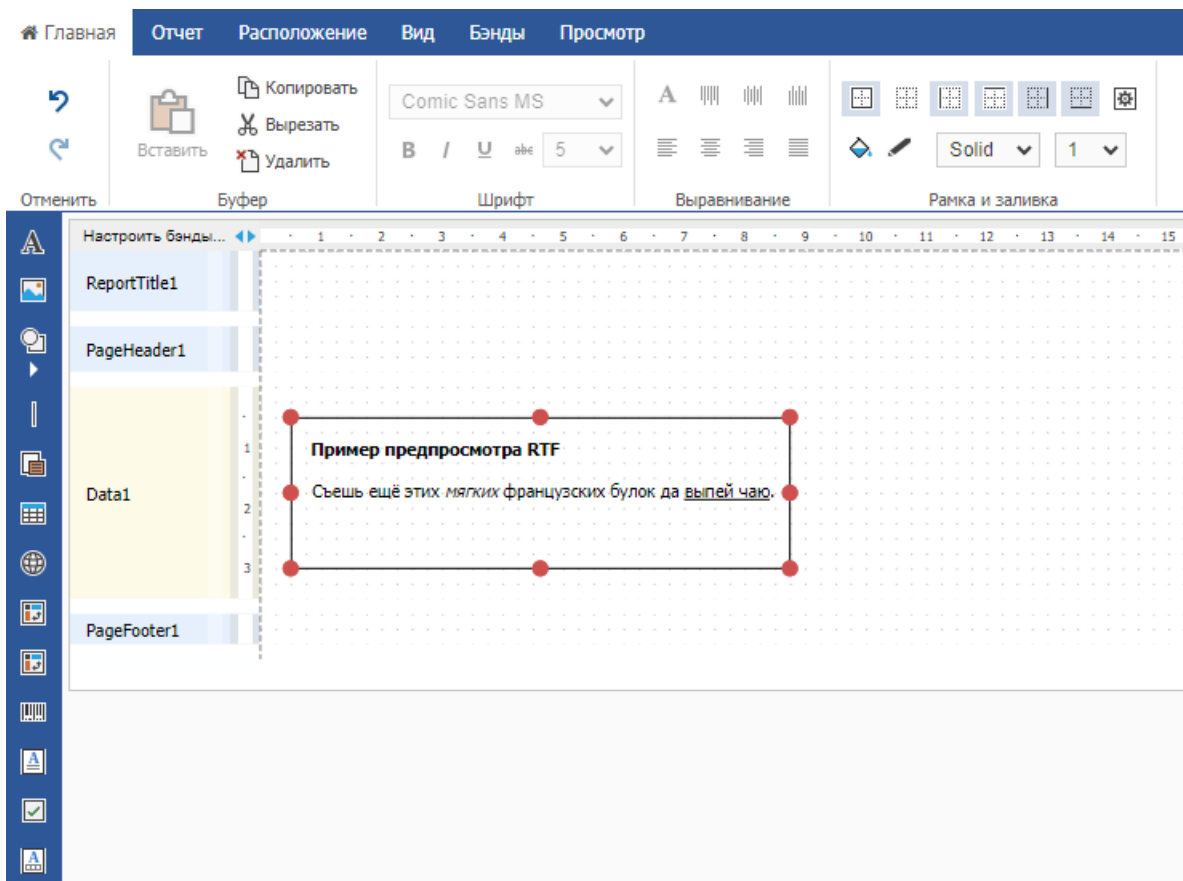 Главная Отчет Расположение Вид Бэнды Просмотр
Копировать
Вырезать
Удалить
Вставить
Comic Sans MS
B I U abc 5
A
Solid 1
Отменить Буфер Шрифт Выравнивание Рамка и заливка
Настроить бэнды... 1 2 3 4 5 6 7 8 9 10 11 12 13 14 15
ReportTitle1
PageHeader1
Data1
1
2
3
Пример предпросмотра RTF
Съешь ещё этих мягких французских булок да выпей чаю.
PageFooter1